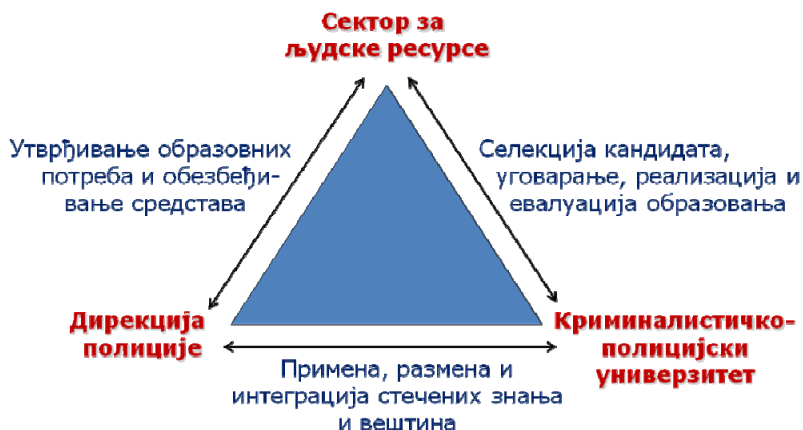 Сектор за
људске ресурсе
Утврђивање образовних
потреба и обезбеђи-
вање средстава
Селекција кандидата,
уговарање, реализација и
евалуација образовања
Дирекција
полиције
Криминалистичко-
полицијски
универзитет
Примена, размена и
интеграција стечених знања
и вештина